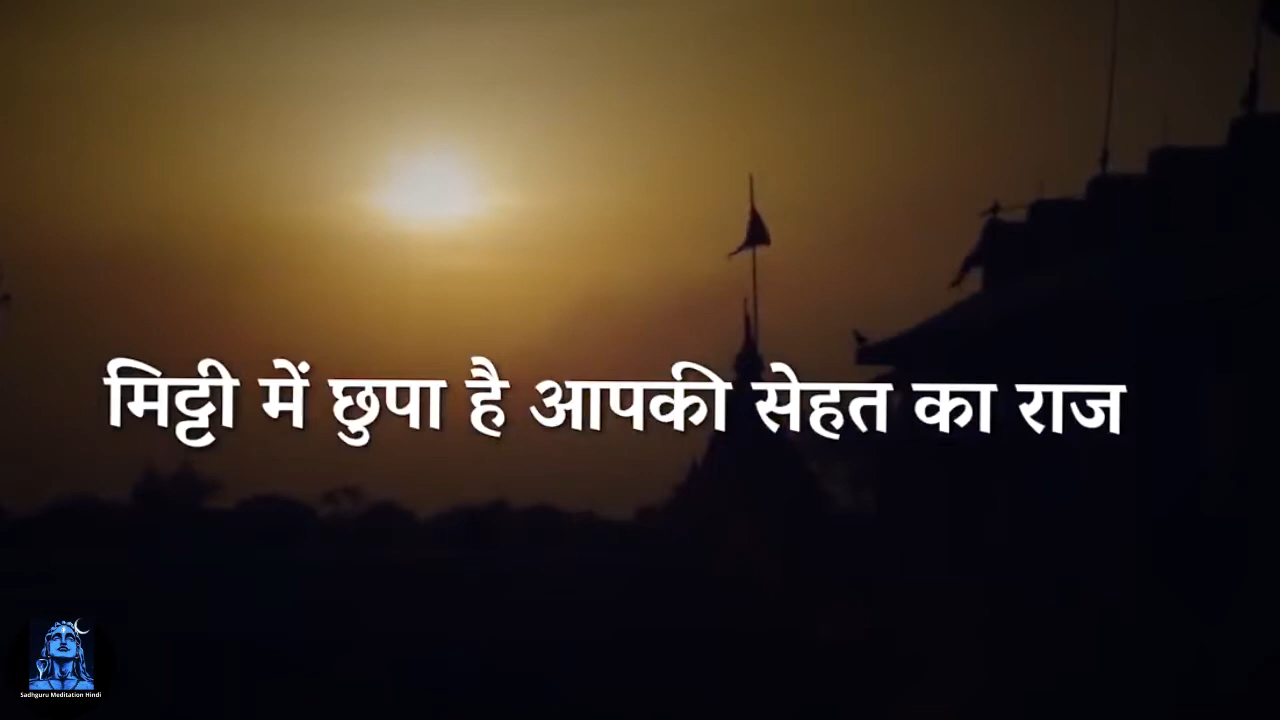 मिट्टी में छुपा है आपकी सेहत का राज
Sadhguru Meditation Hindi